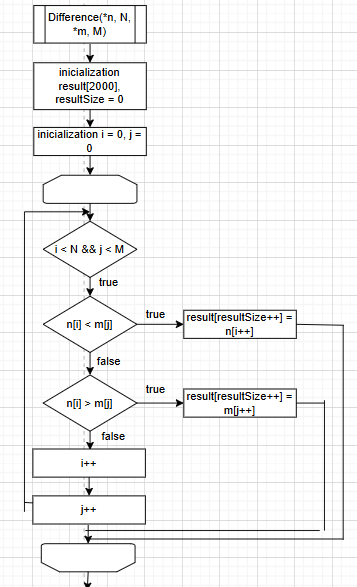 Difference(*n, N,
*m, M)
inicialization
result[2000],
resultSize = 0
inicialization i = 0, j =
0
i < N && j < M
true
n[i] < m[j]
true
result[resultSize++] =
n[i++]
false
n[i] > m[j]
true
result[resultSize++] =
m[j++]
false
i++
j++